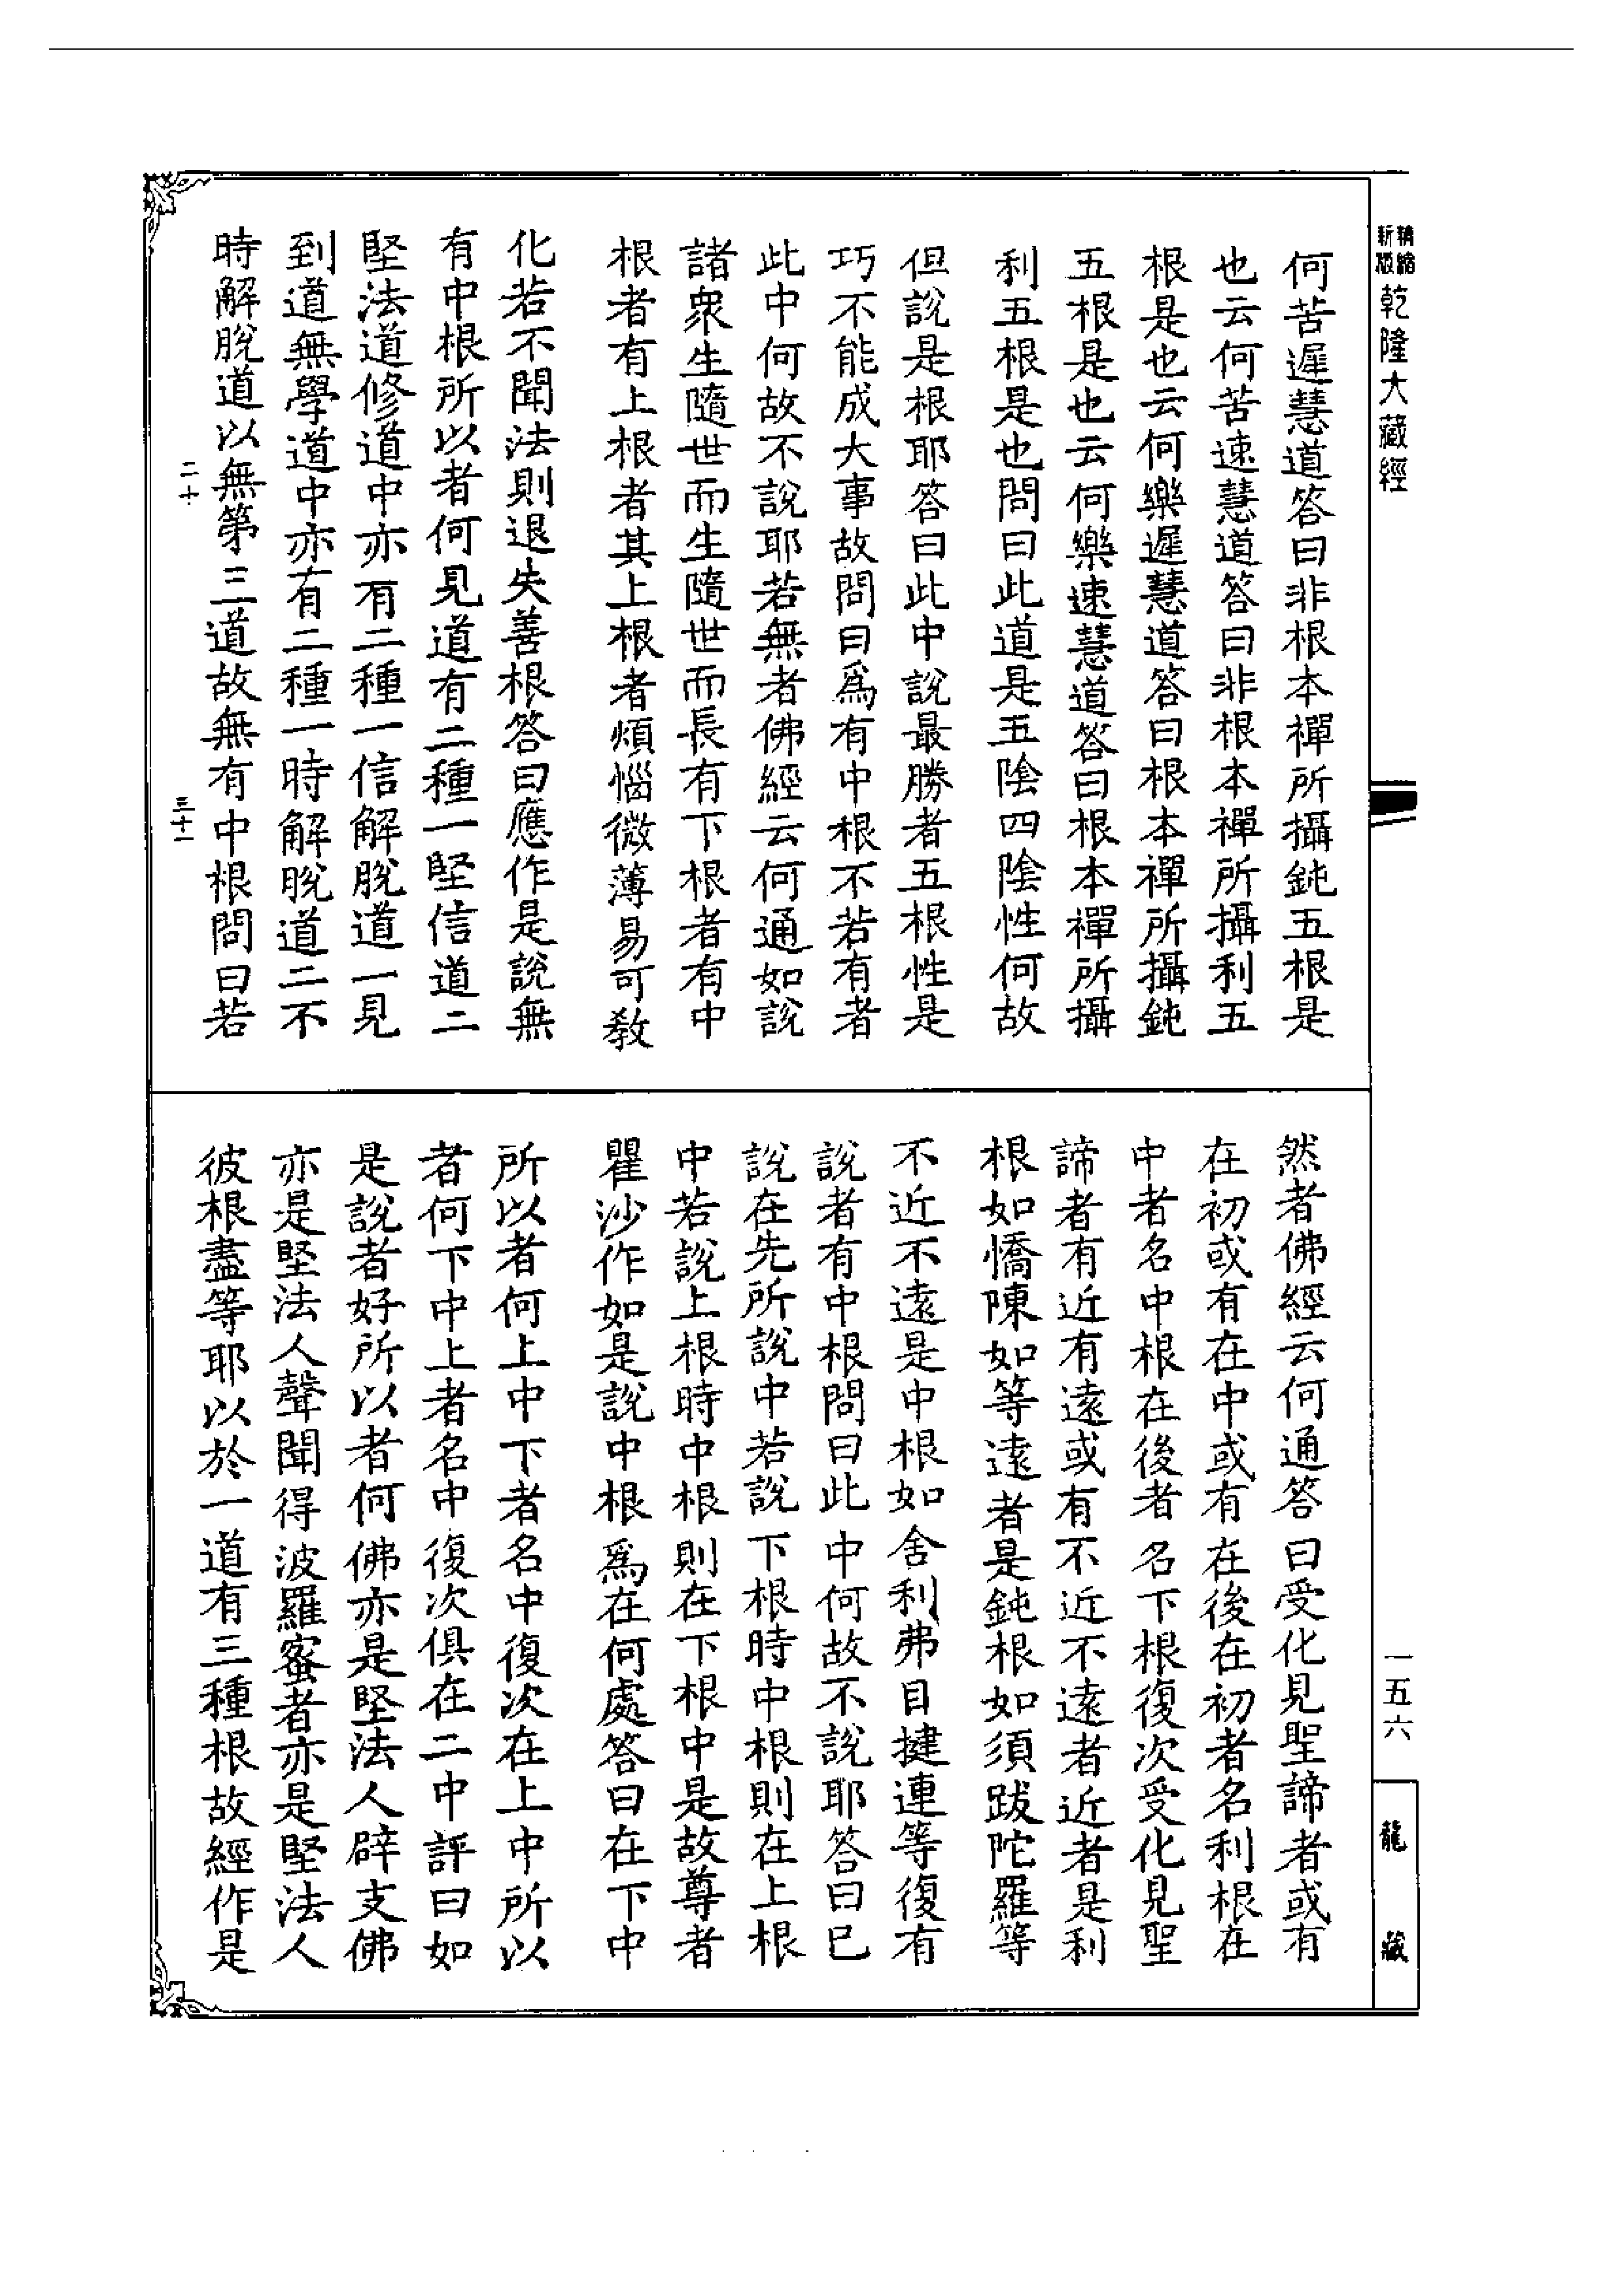 精縮
新版
乾隆大藏經
何苦遲慧道答曰非根本禪所攝鈍五根是
也云何苦速慧道答曰非根本禪所攝利五
根是也云何樂遲慧道答曰根本禪所攝鈍
五根是也云何樂速慧道答曰根本禪所攝
利五根是也問曰此道是五陰四陰性何故
但說是根耶答曰此中說最勝者五根性是
巧不能成大事故問曰爲有中根不若有者
此中何故不說耶若無者佛經云何通如說
諸衆生隨世而生隨世而長有下根者有中
根者有上根者其上根者煩惱微薄易可教
化若不聞法則退失善根答曰應作是說無
有中根所以者何見道有二種一堅信道二
堅法道修道中亦有二種一信解脫道一見
到道無學道中亦有二種一時解脫道二不
時解脫道以無第三道故無有中根問曰若
二十
三十一
然者佛經云何通答曰受化見聖諦者或有
在初或有在中或有在後在初者名利根在
中者名中根在後者名下根復次受化見聖
諦者有近有遠或有不近不遠者近者是利
根如憍陳如等遠者是鈍根如須跋陀羅等
不近不遠是中根如舍利弗目揵連等復有
說者有中根問曰此中何故不說耶答曰已
說在先所說中若說下根時中根則在上根
中若說上根時中根則在下根中是故尊者
瞿沙作如是說中根爲在何處答曰在下中
所以者何上中下者名中復次在上中所以
者何下中上者名中復次俱在二中評曰如
是說者好所以者何佛亦是堅法人辟支佛
亦是堅法人聲聞得波羅蜜者亦是堅法人
彼根盡等耶以於一道有三種根故經作是
一五六
龍藏